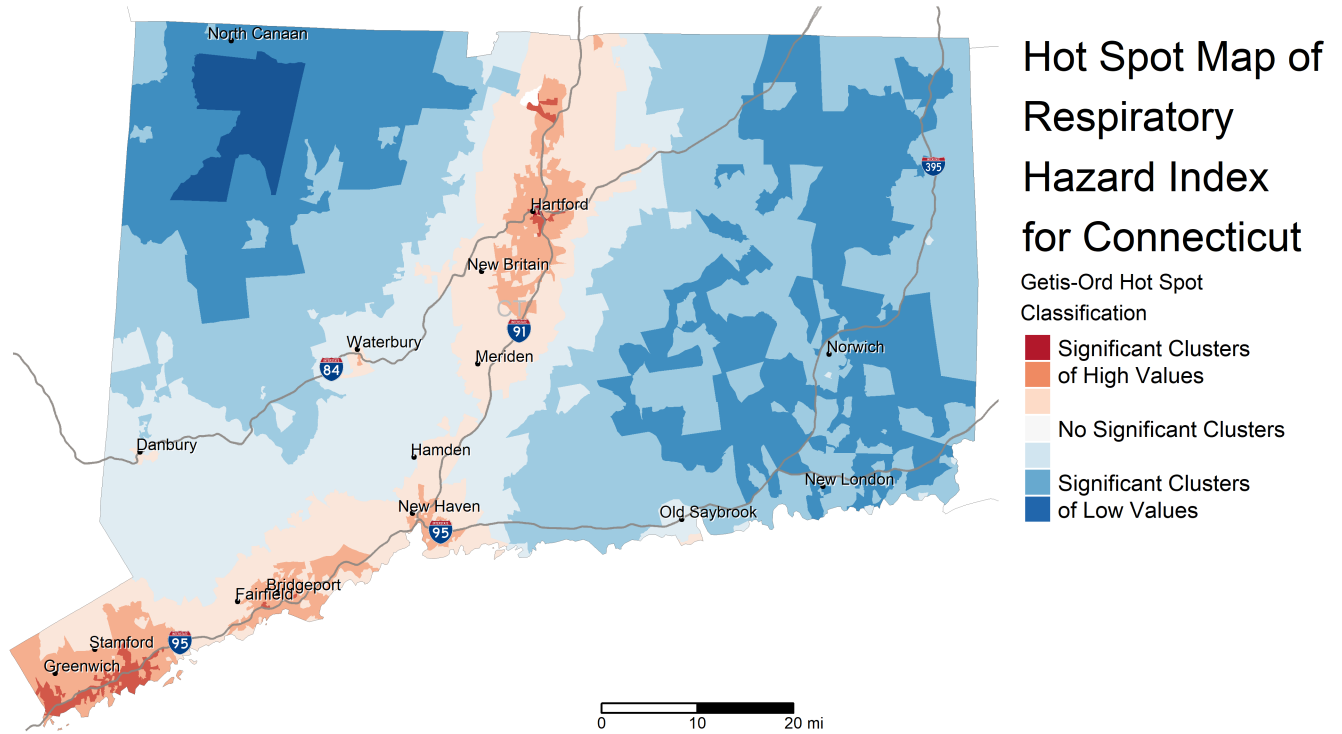 Hot Spot Map of
Respiratory
Hazard Index
for Connecticut
Getis-Ord Hot Spot
Classification
Significant Clusters
of High Values
No Significant Clusters
Significant Clusters
of Low Values
North Canaan
395
Hartford
New Britain
91
Waterbury
Meriden
Norwich
84
Danbury
Hamden
New London
New Haven
Old Saybrook
95
Bridgeport
Fairfield
Stamford
95
Greenwich
0 10 20 mi